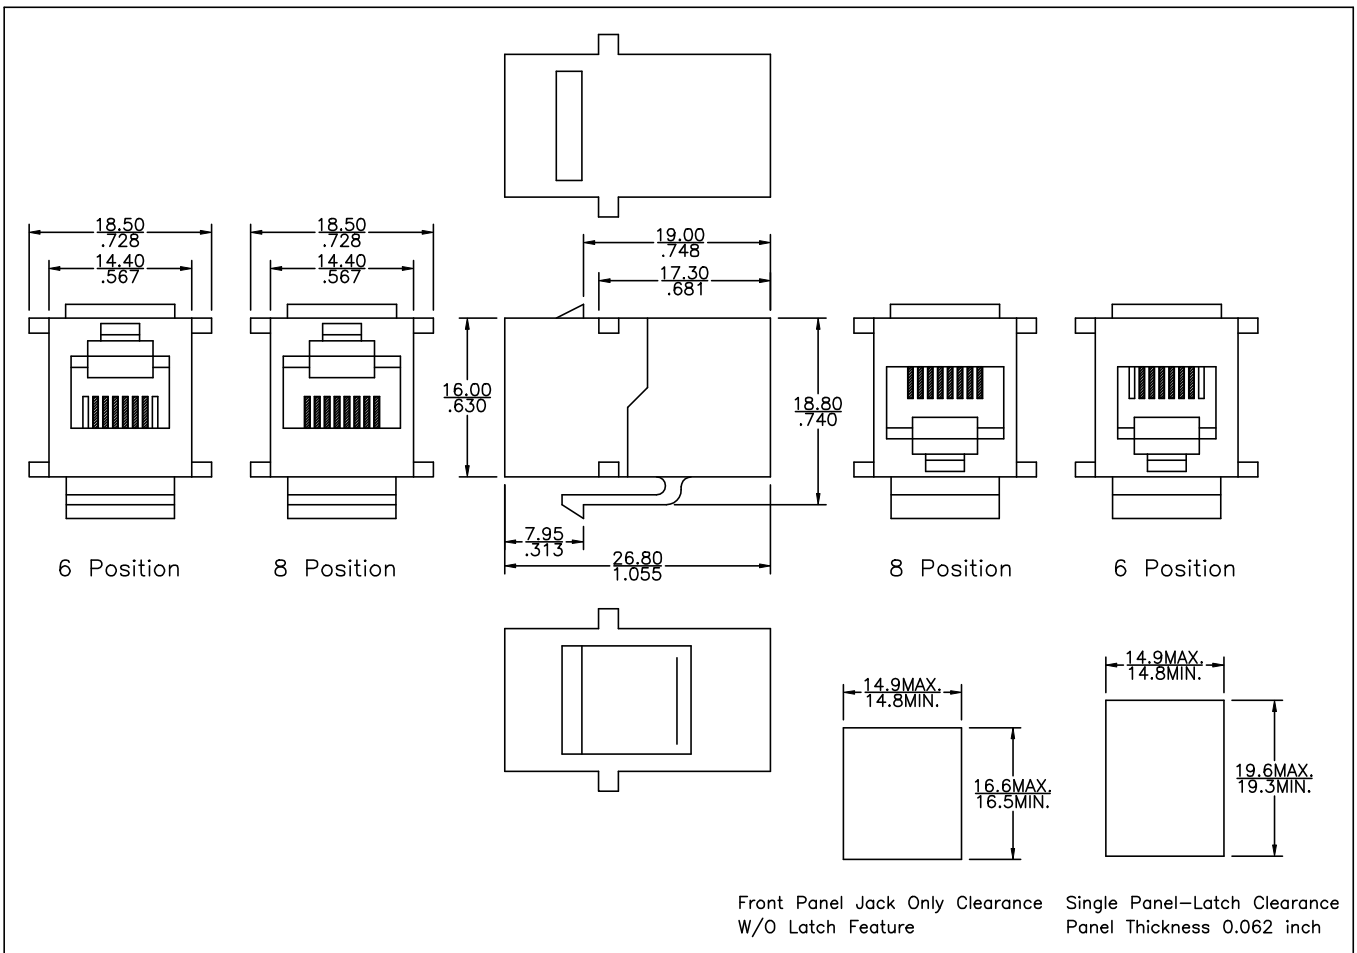 18.50
.728
14.40
.567
18.50
.728
14.40
.567
19.00
.748
17.30
.681
16.00
.630
18.80
.740
7.95
.313
26.80
1.055
6 Position
8 Position
8 Position
6 Position
14.9MAX.
14.8MIN.
16.6MAX.
16.5MIN.
14.9MAX.
14.8MIN.
19.6MAX.
19.3MIN.
Front Panel Jack Only Clearance
W/O Latch Feature
Single Panel-Latch Clearance
Panel Thickness 0.062 inch